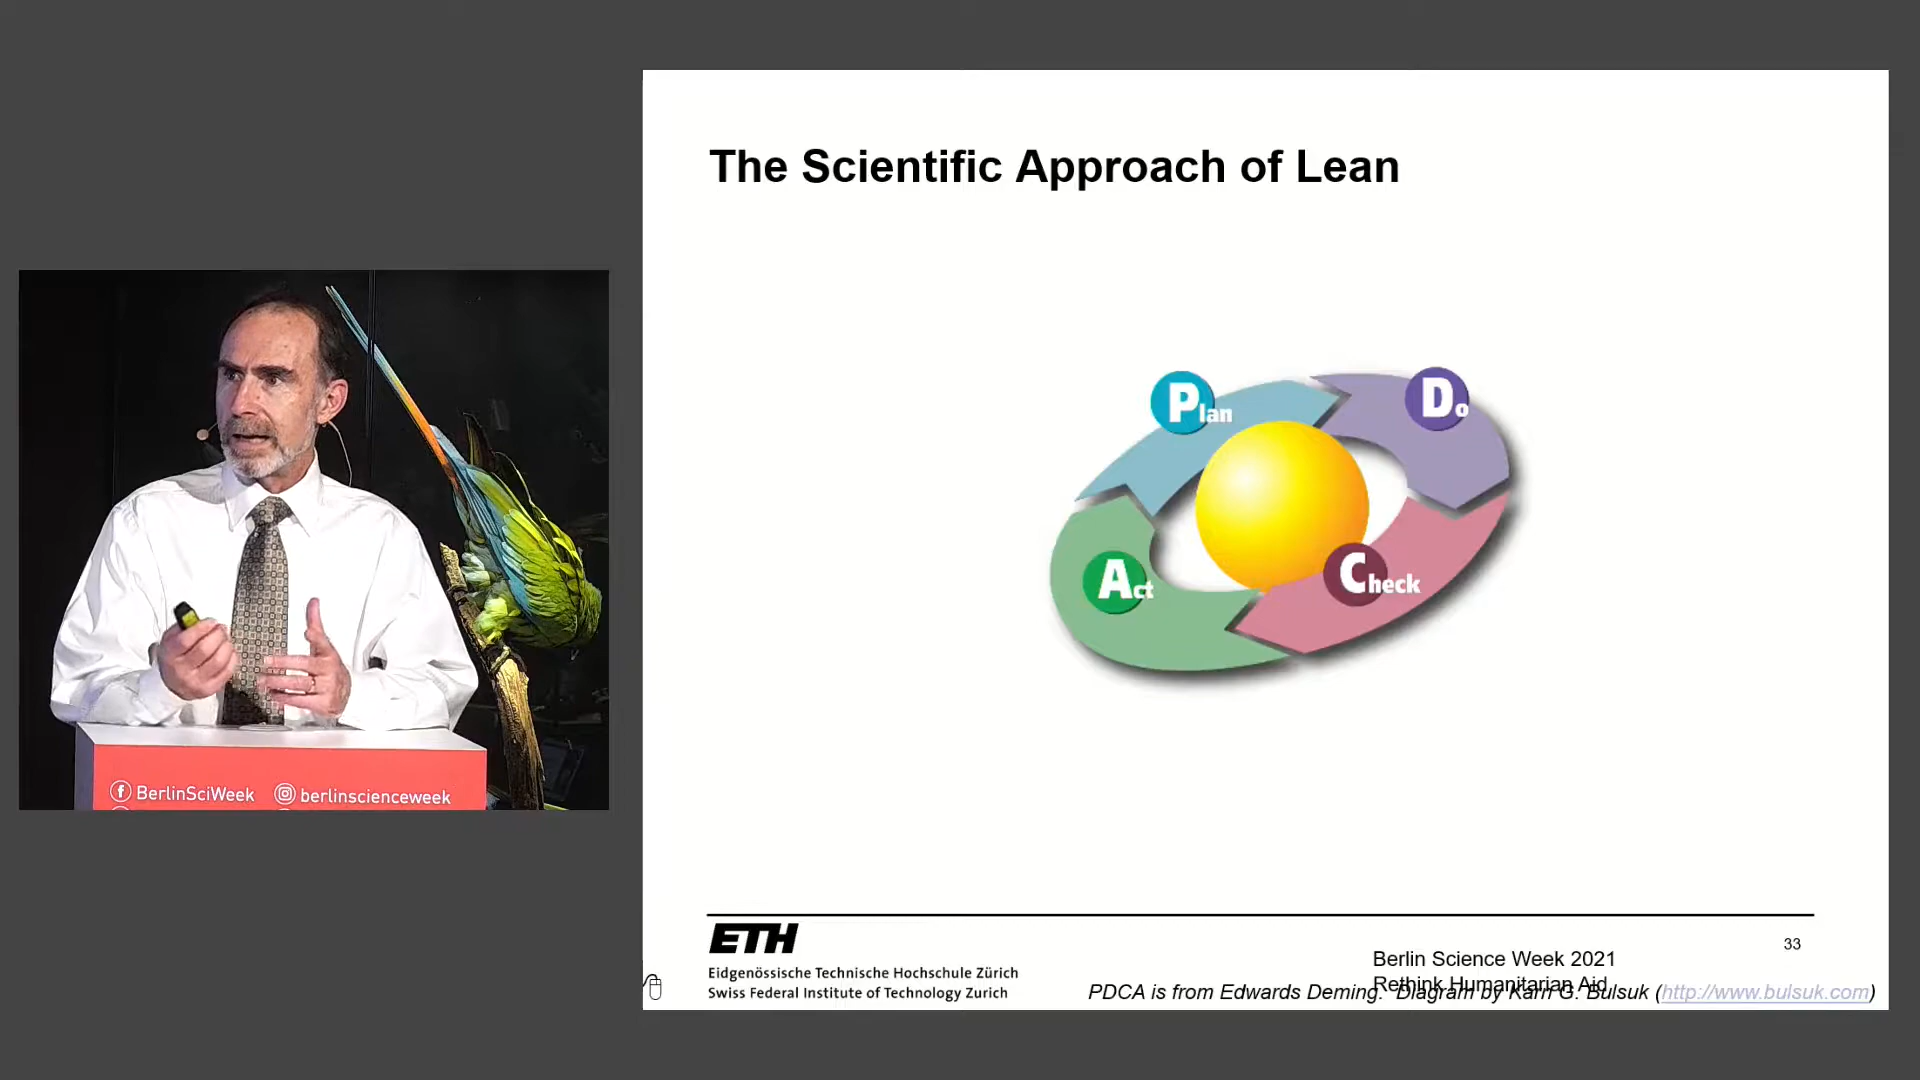 The Scientific Approach of Lean
Plan
Do
Act
Check
BerlinSciWeek
berlinscienceweek
ETH
Eidgenössische Technische Hochschule Zürich
Swiss Federal Institute of Technology Zurich
Berlin Science Week 2021
Rethink Humanitarian Aid
33
PDCA is from Edwards Deming. Diagram by Karn G. Bulsuk (http://www.bulsuk.com)